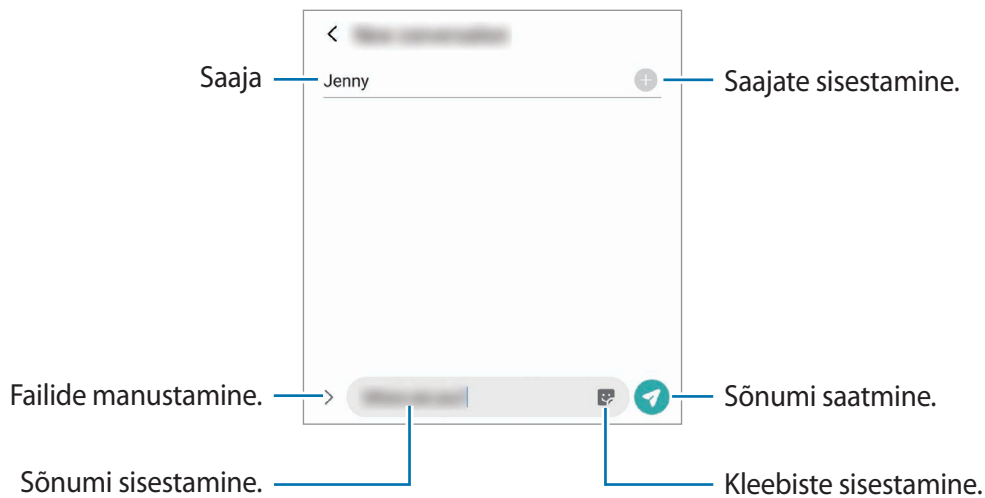 Saaja
Jenny
Saajate sisestamine.
Failide manustamine.
Sõnumi saatmine.
Sõnumi sisestamine.
Kleebiste sisestamine.